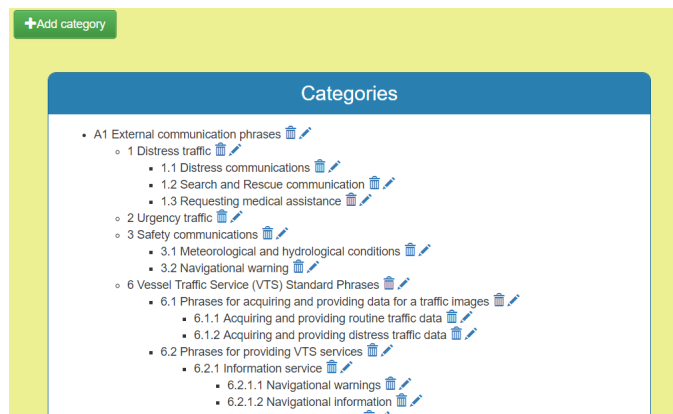 Add category
Categories
A1 External communication phrases
1 Distress traffic
1.1 Distress communications
1.2 Search and Rescue communication
1.3 Requesting medical assistance
2 Urgency traffic
3 Safety communications
3.1 Meteorological and hydrological conditions
3.2 Navigational warning
6 Vessel Traffic Service (VTS) Standard Phrases
6.1 Phrases for acquiring and providing data for a traffic images
6.1.1 Acquiring and providing routine traffic data
6.1.2 Acquiring and providing distress traffic data
6.2 Phrases for providing VTS services
6.2.1 Information service
6.2.1.1 Navigational warnings
6.2.1.2 Navigational information